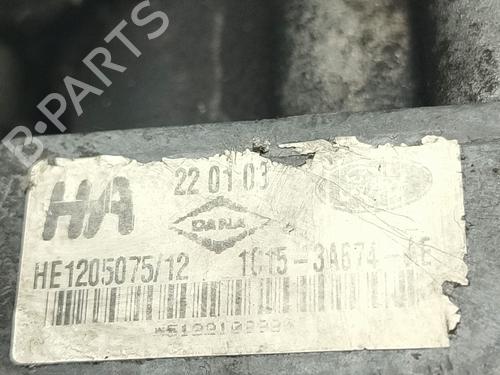 B-PARTS
HA
22 01 03
DANA
HE1205075/12
1C15-3A674-